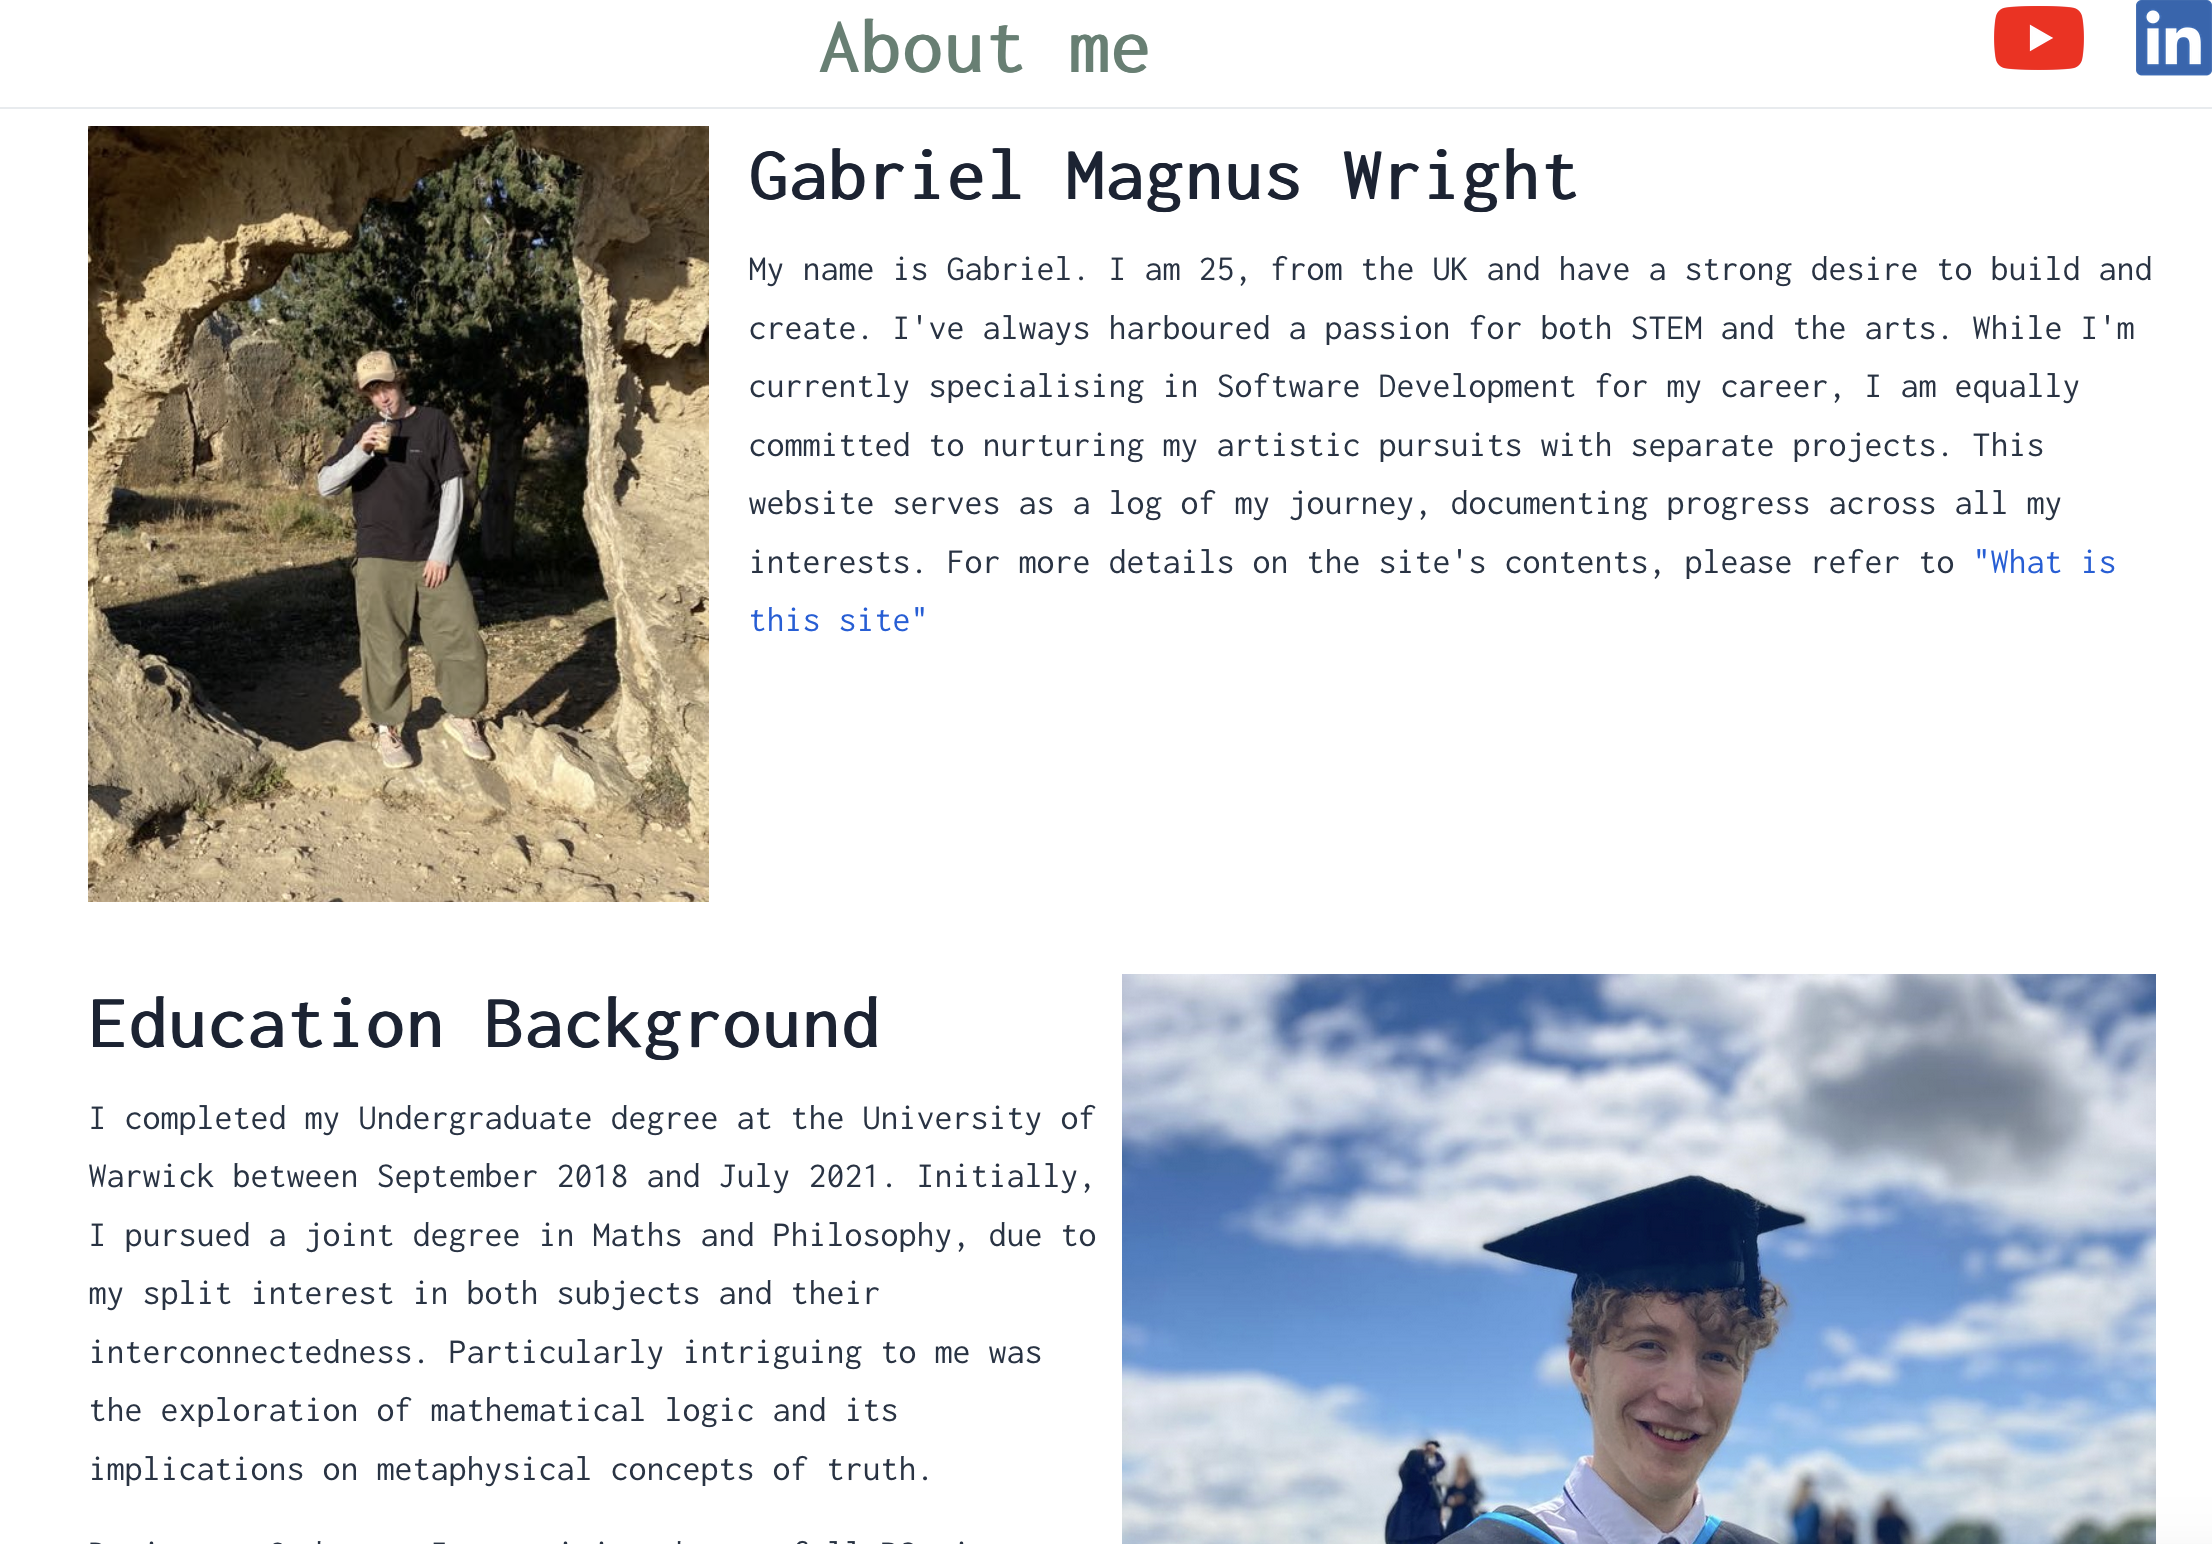 About me
in
Gabriel Magnus Wright
My name is Gabriel. I am 25, from the UK and have a strong desire to build and
create. I've always harboured a passion for both STEM and the arts. While I'm
currently specialising in Software Development for my career, I am equally
committed to nurturing my artistic pursuits with separate projects. This
website serves as a log of my journey, documenting progress across all my
interests. For more details on the site's contents, please refer to "What is
this site"
Education Background
I completed my Undergraduate degree at the University of
Warwick between September 2018 and July 2021. Initially,
I pursued a joint degree in Maths and Philosophy, due to
my split interest in both subjects and their
interconnectedness. Particularly intriguing to me was
the exploration of mathematical logic and its
implications on metaphysical concepts of truth.